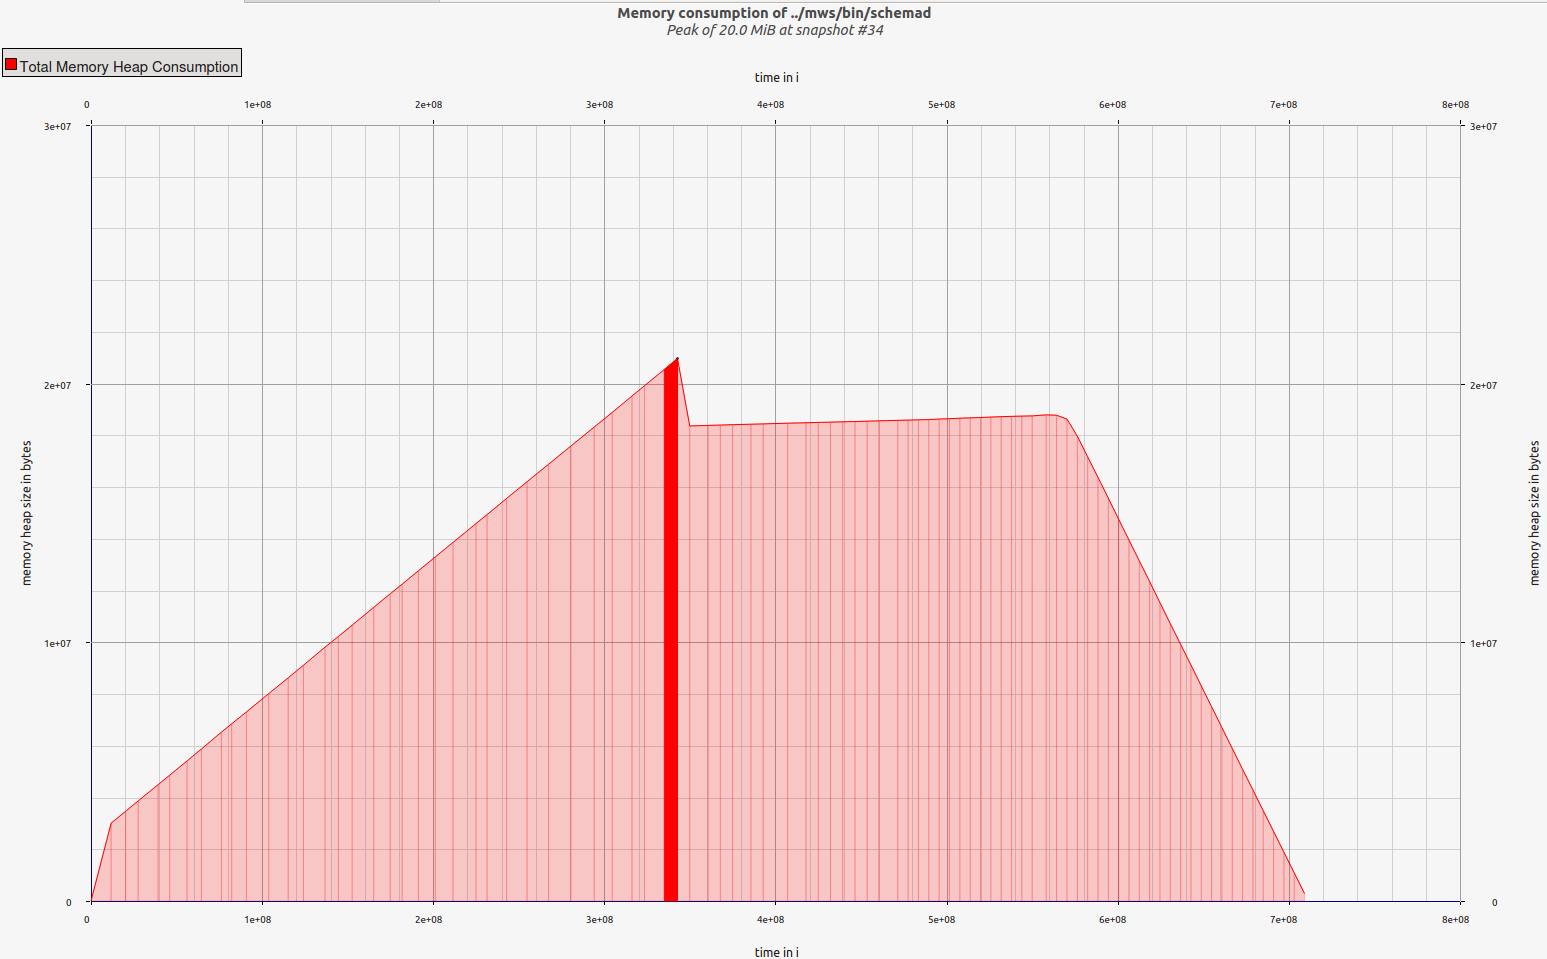 Memory consumption of ../mws/bin/schemad
Peak of 20.0 MiB at snapshot #34
Total Memory Heap Consumption
time in i
0 1e+08 2e+08 3e+08 4e+08 5e+08 6e+08 7e+08 8e+08
3e+07 3e+07
2e+07 2e+07
memory heap size in bytes memory heap size in bytes
1e+07 1e+07
0 0
0 1e+08 2e+08 3e+08 4e+08 5e+08 6e+08 7e+08 8e+08
time in i